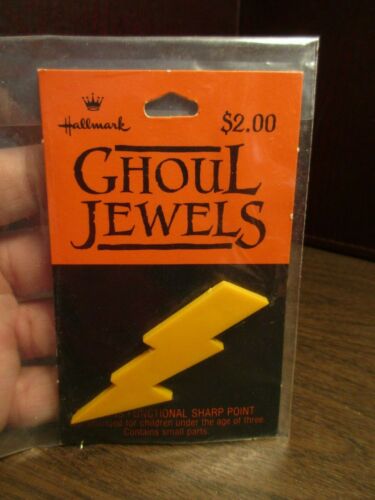 Hallmark
$2.00
GHOUL
JEWELS
FUNCTIONAL SHARP POINT
for children under the age of three.
Contains small parts.